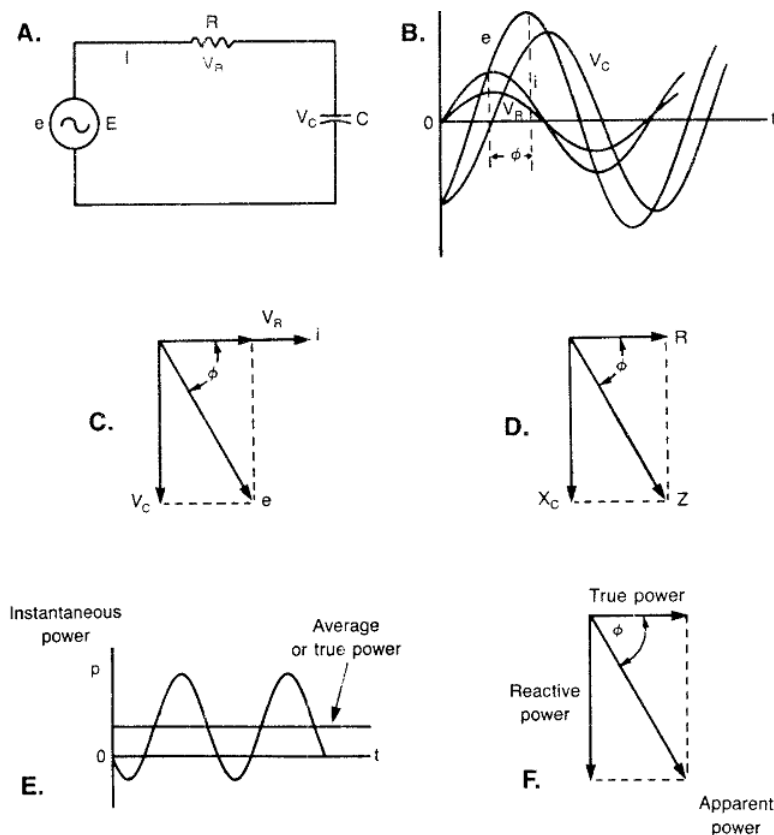 A.
R
I
V_R
e
E
V_C
C
B.
e
V_C
i
V_R
0
t
φ
V_R
i
φ
C.
V_C
e
R
φ
D.
X_C
Z
Instantaneous
power
Average
or true power
p
0
t
E.
True power
φ
Reactive
power
F.
Apparent
power